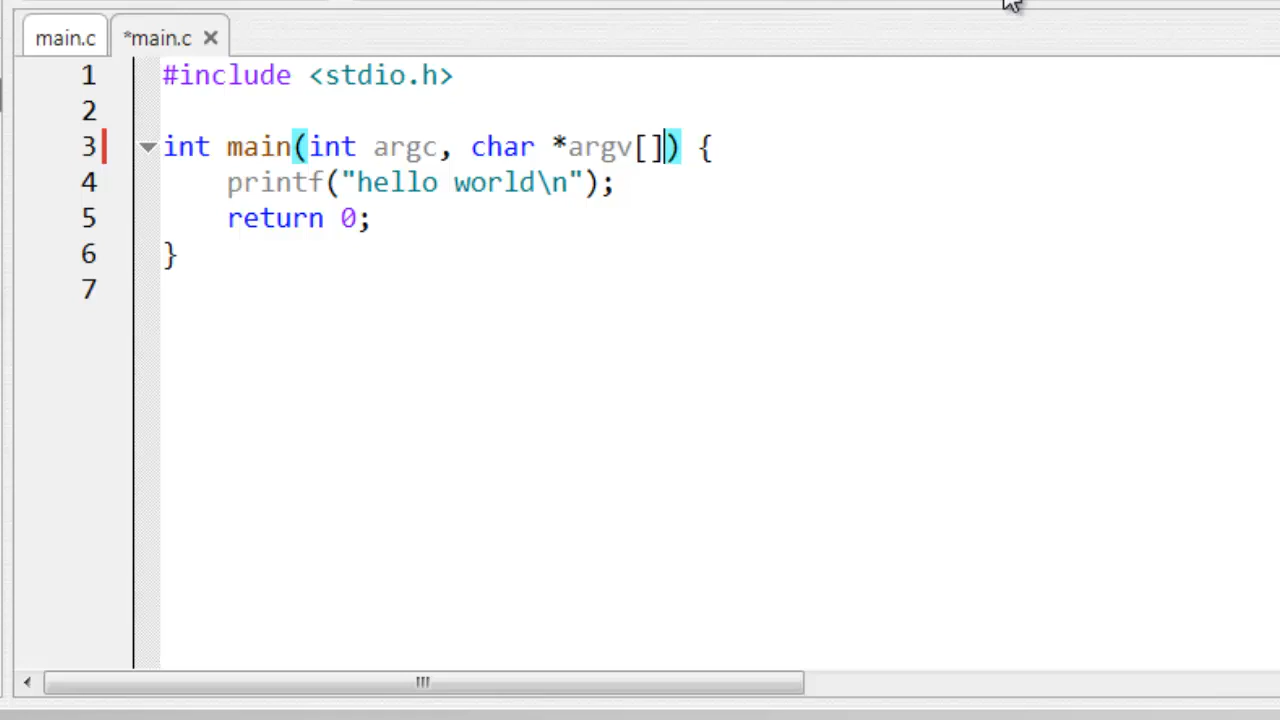 main.c *main.c
1 #include <stdio.h>
2
3 int main(int argc, char *argv[]) {
4     printf("hello world\n");
5     return 0;
6 }
7